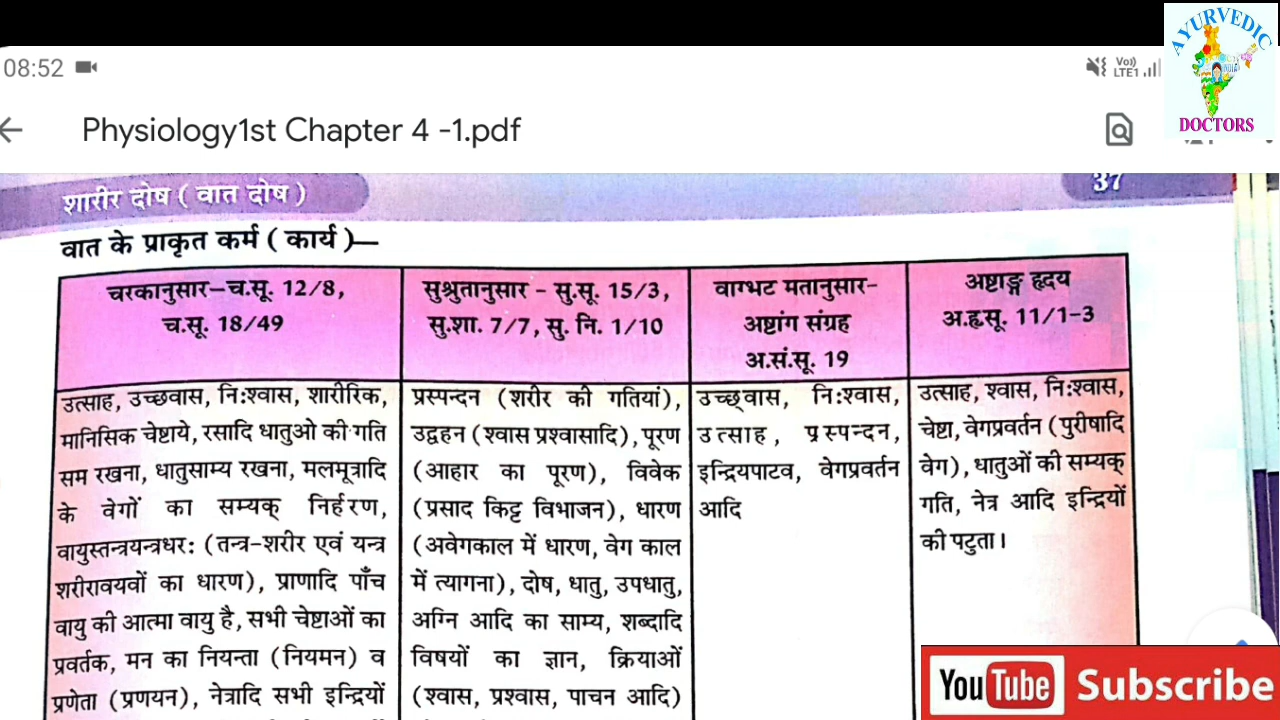 AYURVEDIC
DOCTORS
08:52
Vo))
LTE1
Physiology1st Chapter 4 -1.pdf
शारीर दोष ( वात दोष )
37
वात के प्राकृत कर्म ( कार्य )—
चरकानुसार–च.सू. 12/8,
च.सू. 18/49
उत्साह, उच्छवास, नि:श्वास, शारीरिक,
मानिसिक चेष्टाये, रसादि धातुओ की गति
सम रखना, धातुसाम्य रखना, मलमूत्रादि
के वेगों का सम्यक् निर्हरण,
वायुस्तन्त्रयन्त्रधर: (तन्त्र-शरीर एवं यन्त्र
शरीरावयवों का धारण), प्राणादि पाँच
वायु की आत्मा वायु है, सभी चेष्टाओं का
प्रवर्तक, मन का नियन्ता (नियमन) व
प्रणेता (प्रणयन), नेत्रादि सभी इन्द्रियों
सुश्रुतानुसार - सु.सू. 15/3,
सु.शा. 7/7, सु. नि. 1/10
प्रस्पन्दन (शरीर की गतियां),
उद्वहन (श्वास प्रश्वासादि), पूरण
(आहार का पूरण), विवेक
(प्रसाद किट्ट विभाजन), धारण
(अवेगकाल में धारण, वेग काल
में त्यागना), दोष, धातु, उपधातु,
अग्नि आदि का साम्य, शब्दादि
विषयों का ज्ञान, क्रियाओं
(श्वास, प्रश्वास, पाचन आदि)
वाग्भट मतानुसार-
अष्टांग संग्रह
अ.सं.सू. 19
उच्छ्वास, नि:श्वास,
उत्साह, प्रस्पन्दन,
इन्द्रियपाटव, वेगप्रवर्तन
आदि
अष्टाङ्ग हृदय
अ.हृ.सू. 11/1-3
उत्साह, श्वास, नि:श्वास,
चेष्टा, वेगप्रवर्तन (पुरीषादि
वेग), धातुओं की सम्यक्
गति, नेत्र आदि इन्द्रियों
की पटुता।
YouTube Subscribe